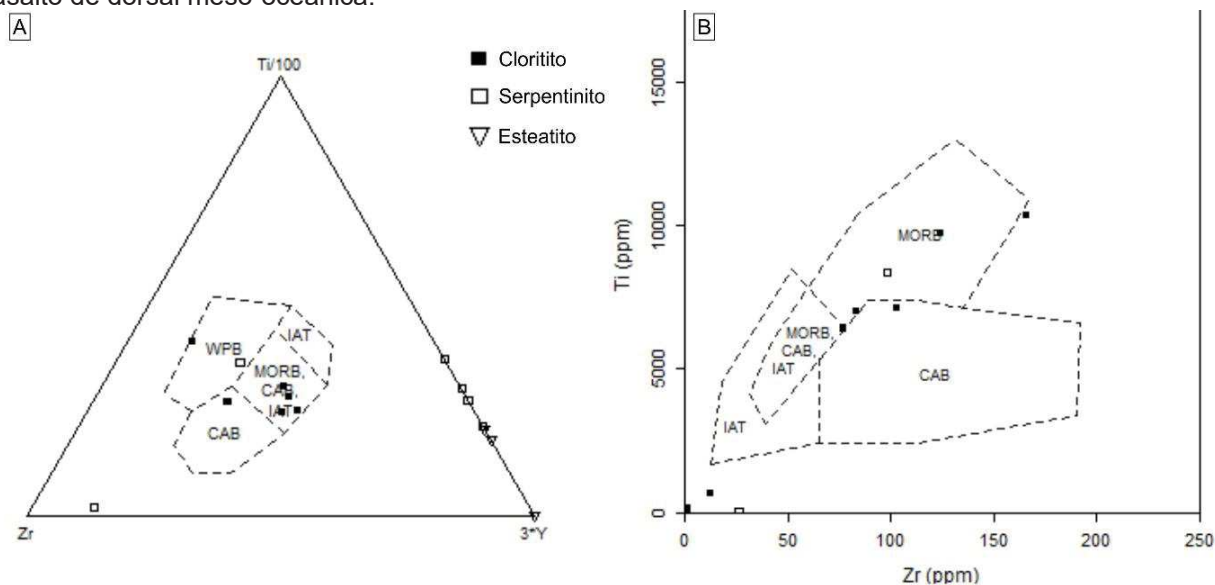 asalto de dorsal meso-oceânica.
A
Ti/100
Cloritito
Serpentinito
Esteatito
WPB
IAT
MORB,
CAB,
IAT
CAB
Zr
3*Y
B
Ti (ppm)
15000
10000
5000
0
MORB
MORB,
CAB,
IAT
CAB
IAT
0
50
100
150
200
250
Zr (ppm)